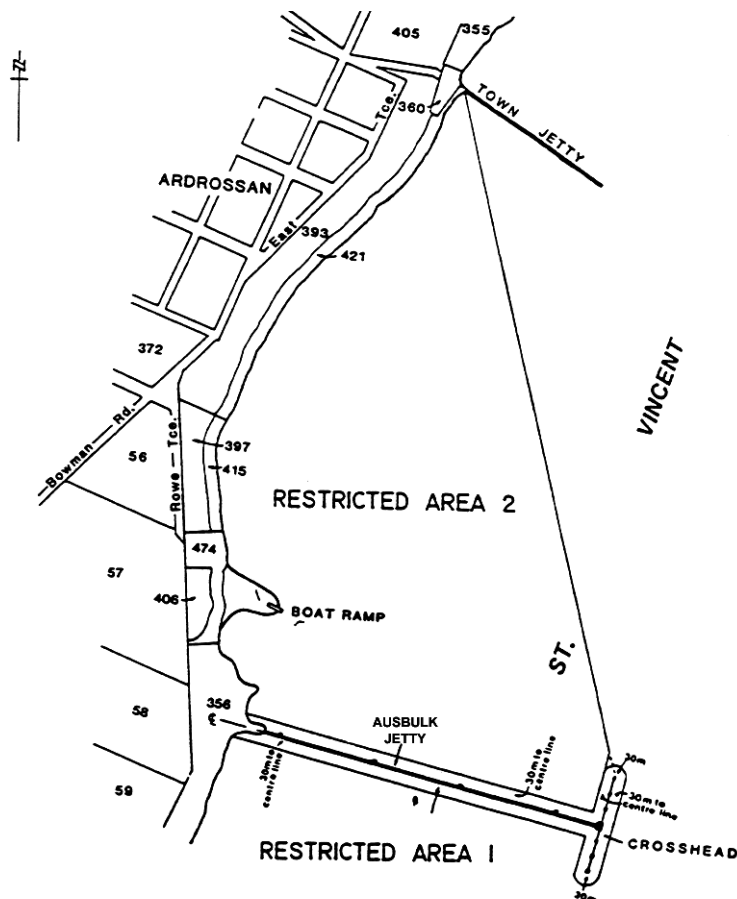 N
405
355
360
Tce.
TOWN JETTY
ARDROSSAN
East
393
421
372
VINCENT
Bowman Rd.
Rowe Tce.
56
397
415
RESTRICTED AREA 2
474
57
406
BOAT RAMP
ST.
356
58
AUSBULK
JETTY
30m to
centre line
30m to
centre line
30m
30m to
centre line
59
CROSSHEAD
RESTRICTED AREA 1
30m